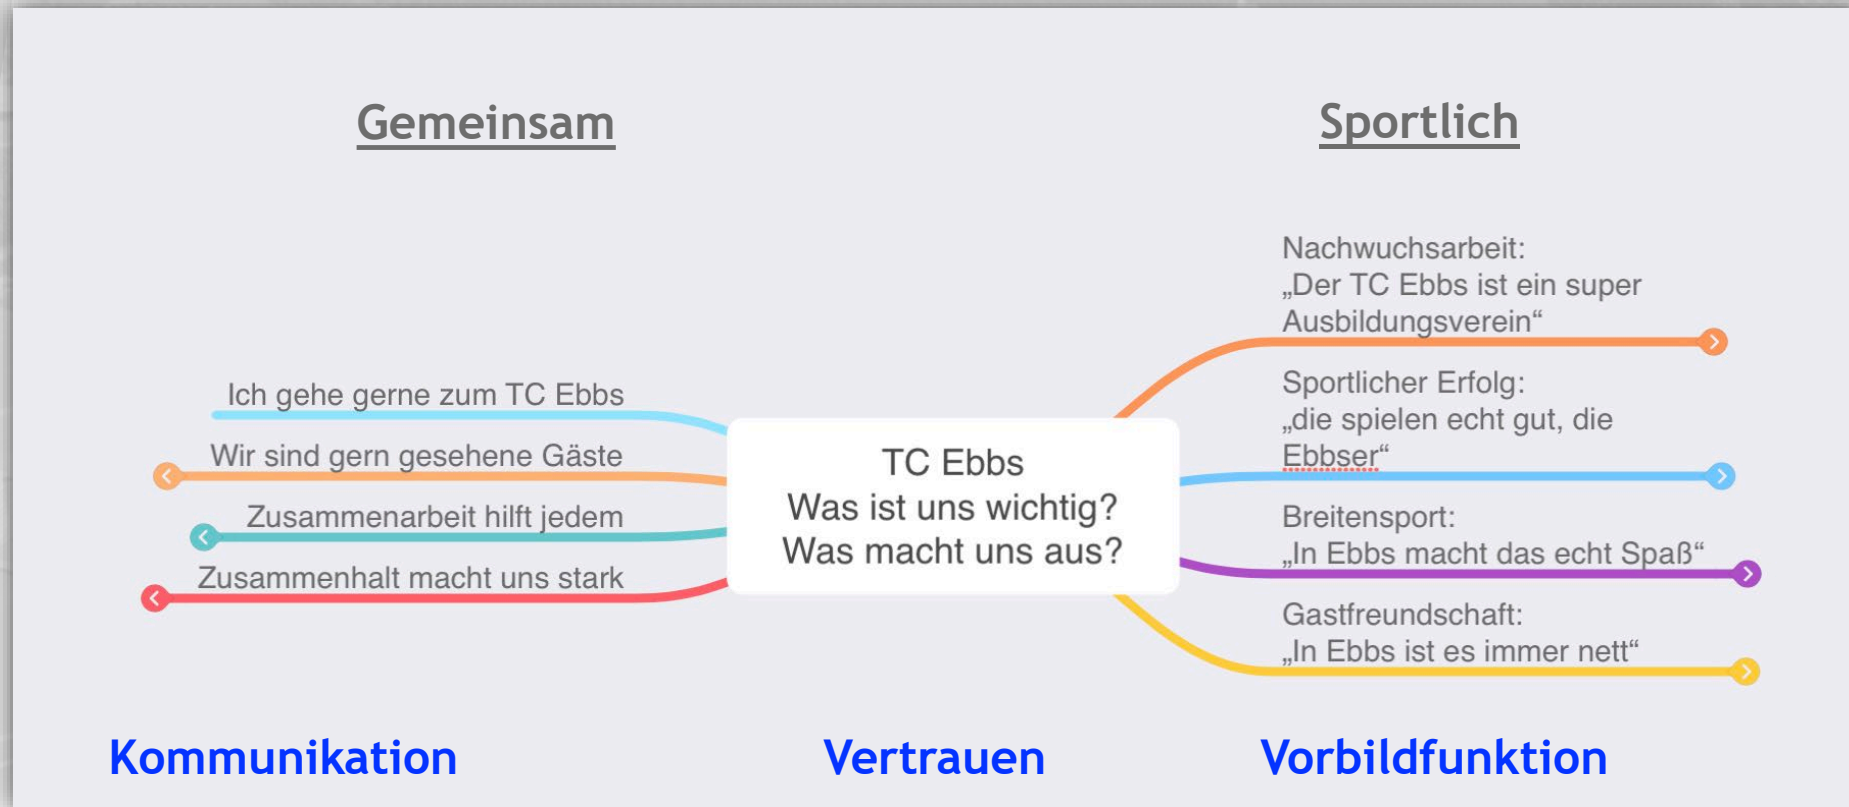 Gemeinsam
Sportlich
Ich gehe gerne zum TC Ebbs
Wir sind gern gesehene Gäste
Zusammenarbeit hilft jedem
Zusammenhalt macht uns stark
TC Ebbs
Was ist uns wichtig?
Was macht uns aus?
Nachwuchsarbeit:
„Der TC Ebbs ist ein super
Ausbildungsverein“
Sportlicher Erfolg:
„die spielen echt gut, die
Ebbser“
Breitensport:
„In Ebbs macht das echt Spaß“
Gastfreundschaft:
„In Ebbs ist es immer nett“
Kommunikation
Vertrauen
Vorbildfunktion